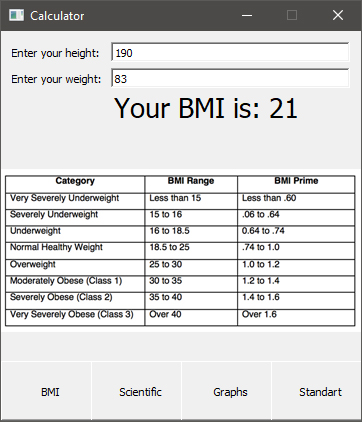 Calculator
Enter your height: 190
Enter your weight: 83
Your BMI is: 21
Category BMI Range BMI Prime
Very Severely Underweight Less than 15 Less than .60
Severely Underweight 15 to 16 .06 to .64
Underweight 16 to 18.5 0.64 to .74
Normal Healthy Weight 18.5 to 25 .74 to 1.0
Overweight 25 to 30 1.0 to 1.2
Moderately Obese (Class 1) 30 to 35 1.2 to 1.4
Severely Obese (Class 2) 35 to 40 1.4 to 1.6
Very Severely Obese (Class 3) Over 40 Over 1.6
BMI Scientific Graphs Standart